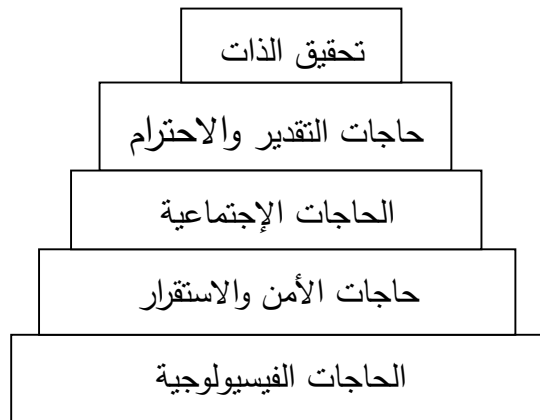 تحقيق الذات
حاجات التقدير والاحترام
الحاجات الإجتماعية
حاجات الأمن والاستقرار
الحاجات الفيسيولوجية